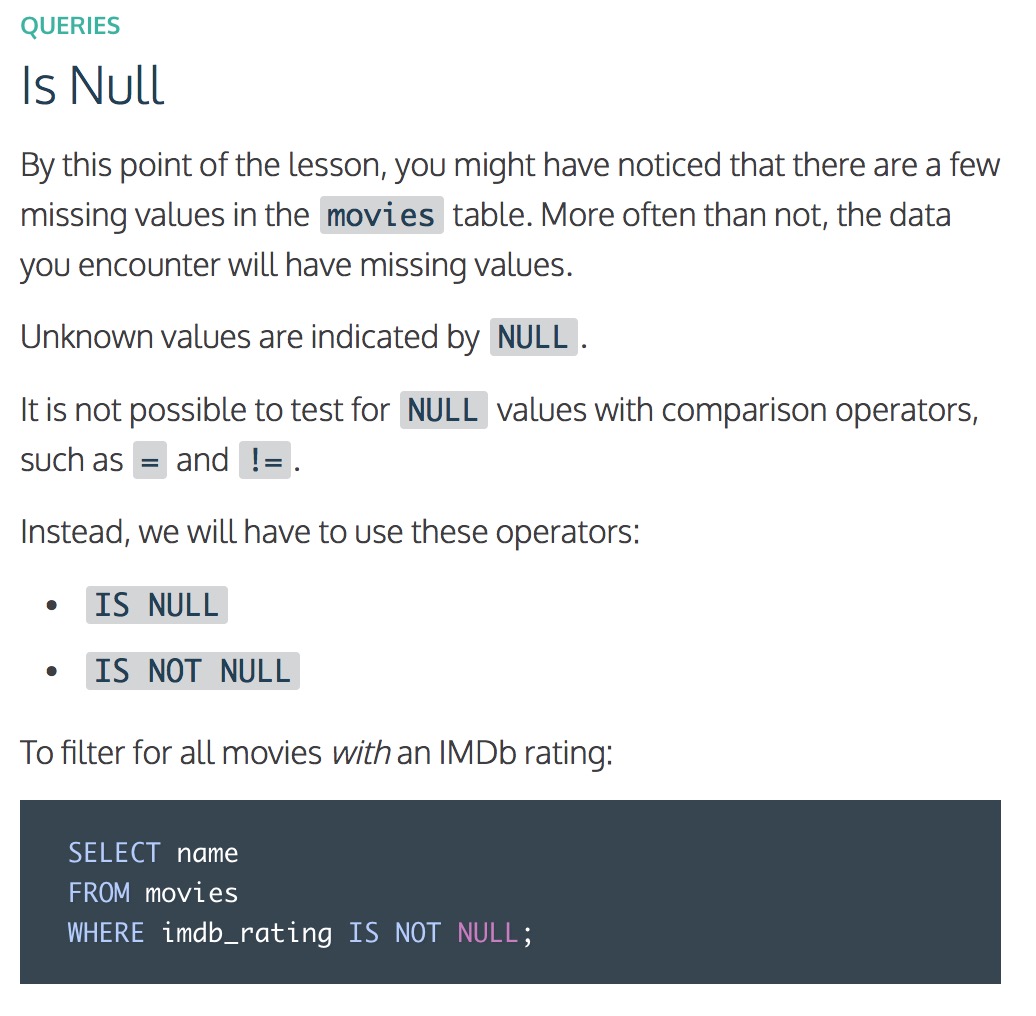 QUERIES
Is Null
By this point of the lesson, you might have noticed that there are a few
missing values in the movies table. More often than not, the data
you encounter will have missing values.
Unknown values are indicated by NULL.
It is not possible to test for NULL values with comparison operators,
such as = and !=.
Instead, we will have to use these operators:
• IS NULL
• IS NOT NULL
To filter for all movies with an IMDb rating:
SELECT name
FROM movies
WHERE imdb_rating IS NOT NULL;